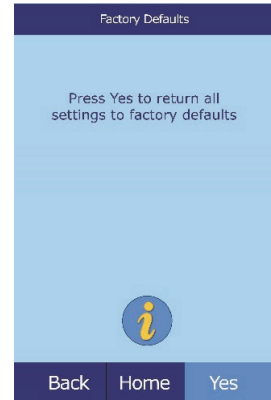 Factory Defaults
Press Yes to return all
settings to factory defaults
i
Back Home Yes